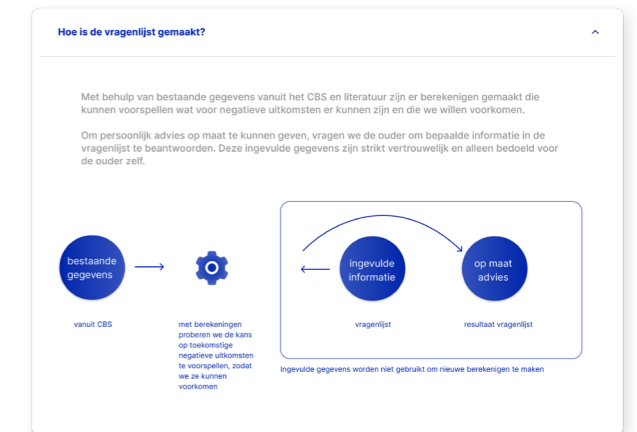 Hoe is de vragenlijst gemaakt?
Met behulp van bestaande gegevens vanuit het CBS en literatuur zijn er berekenigen gemaakt die
kunnen voorspellen wat voor negatieve uitkomsten er kunnen zijn en die we willen voorkomen.
Om persoonlijk advies op maat te kunnen geven, vragen we de ouder om bepaalde informatie in de
vragenlijst te beantwoorden. Deze ingevulde gegevens zijn strikt vertrouwelijk en alleen bedoeld voor
de ouder zelf.
bestaande
gegevens
ingevulde
informatie
op maat
advies
vanuit CBS
met berekeningen
proberen we de kans
op toekomstige
negatieve uitkomsten
te voorspellen, zodat
we ze kunnen
voorkomen
vragenlijst
resultaat vragenlijst
Ingevulde gegevens worden niet gebruikt om nieuwe berekenigen te maken